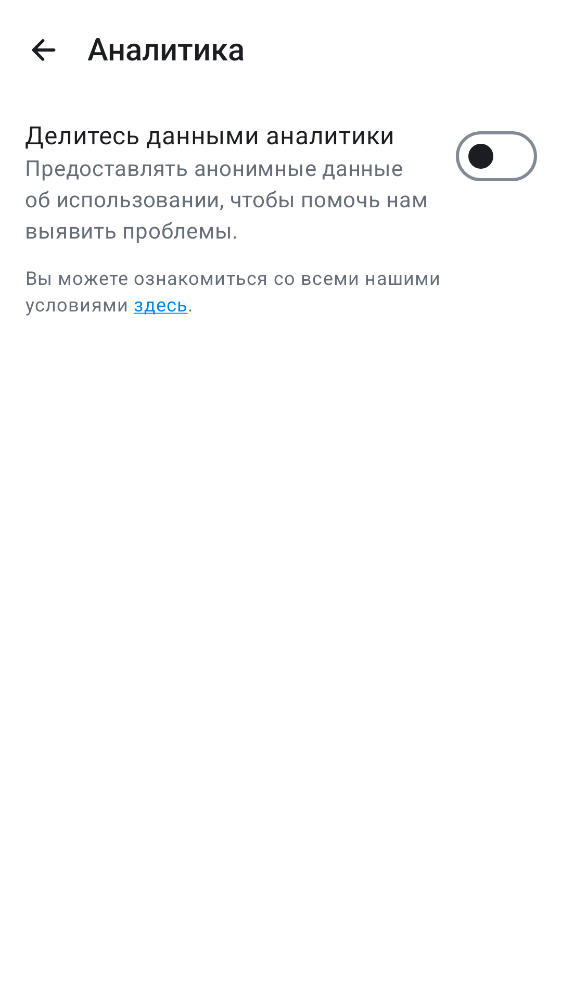 Аналитика
Делитесь данными аналитики
Предоставлять анонимные данные
об использовании, чтобы помочь нам
выявить проблемы.
Вы можете ознакомиться со всеми нашими
условиями здесь.